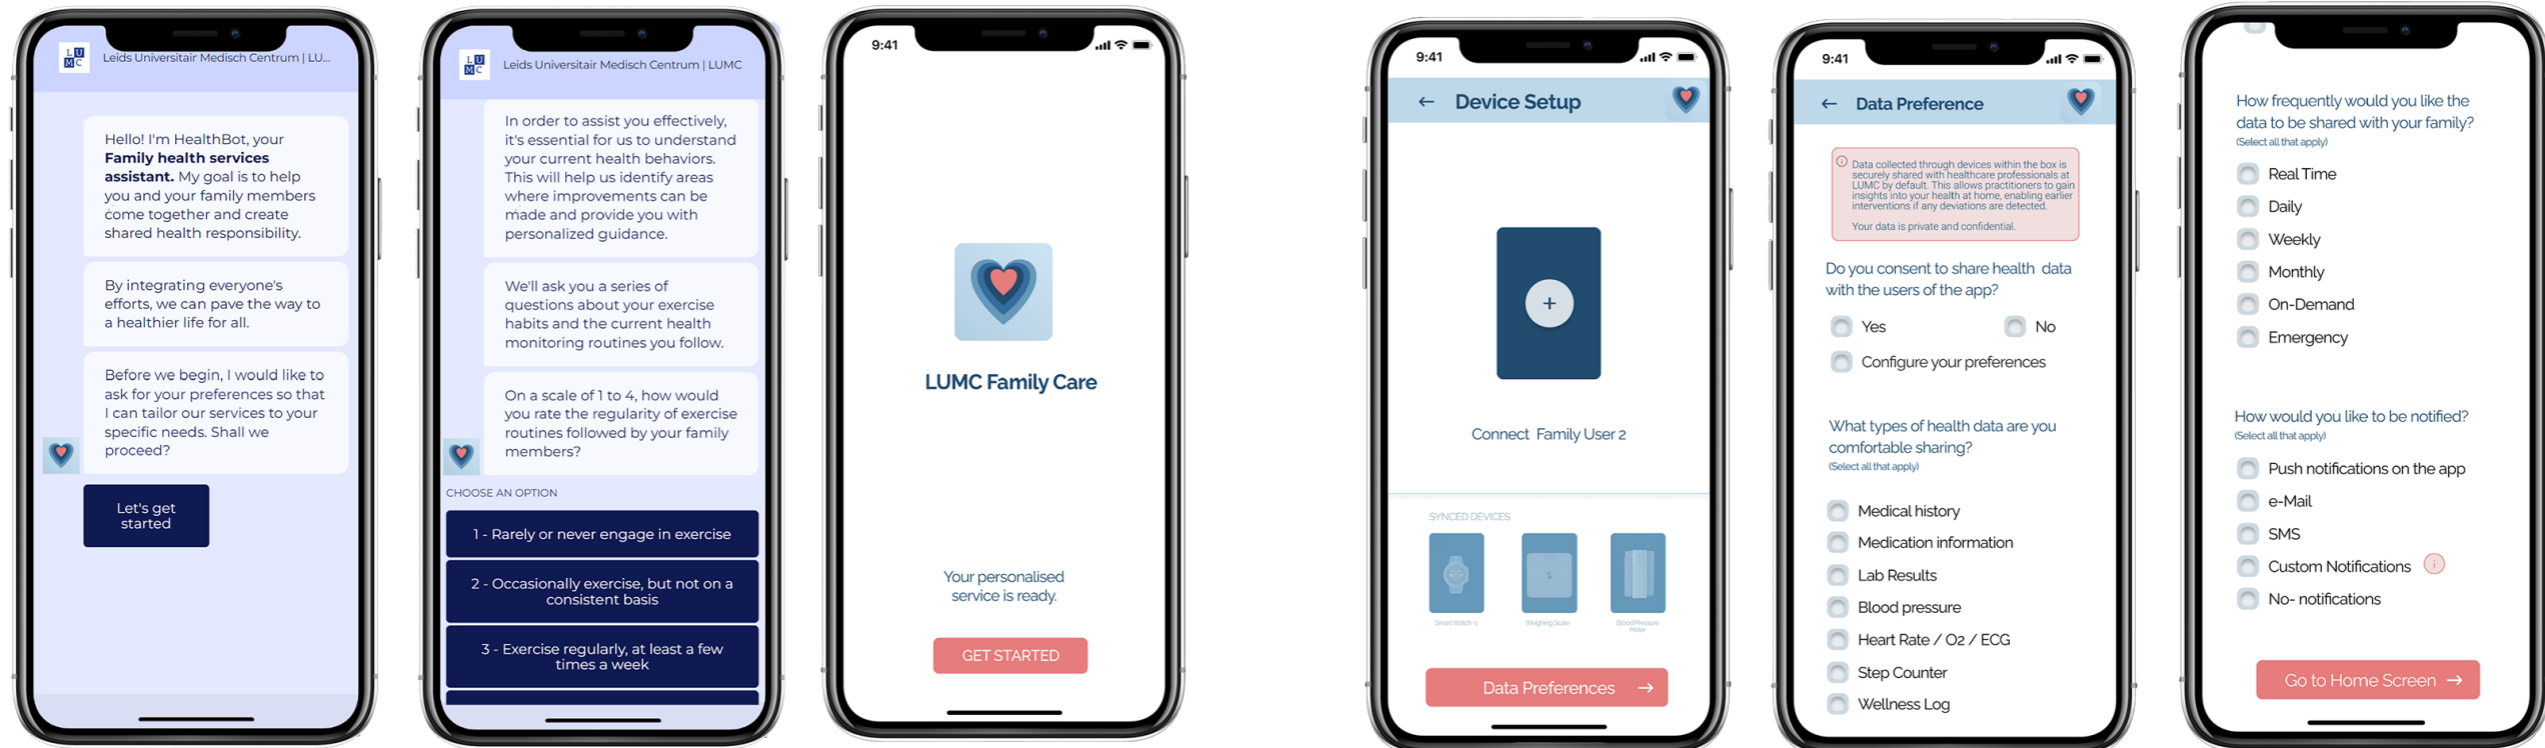 L U
M C
Leids Universitair Medisch Centrum | LU...
Hello! I'm HealthBot, your
Family health services
assistant. My goal is to help
you and your family members
come together and create
shared health responsibility.
By integrating everyone's
efforts, we can pave the way to
a healthier life for all.
Before we begin, I would like to
ask for your preferences so that
I can tailor our services to your
specific needs. Shall we
proceed?
Let's get
started
L U
M C
Leids Universitair Medisch Centrum | LUMC
In order to assist you effectively,
it's essential for us to understand
your current health behaviors.
This will help us identify areas
where improvements can be
made and provide you with
personalized guidance.
We'll ask you a series of
questions about your exercise
habits and the current health
monitoring routines you follow.
On a scale of 1 to 4, how would
you rate the regularity of exercise
routines followed by your family
members?
CHOOSE AN OPTION
1 - Rarely or never engage in exercise
2 - Occasionally exercise, but not on a
consistent basis
3 - Exercise regularly, at least a few
times a week
9:41
LUMC Family Care
Your personalised
service is ready.
GET STARTED
9:41
← Device Setup
+
Connect Family User 2
SYNCED DEVICES
Smart Watch -1
Weighing Scale
Blood Pressure
Meter
Data Preferences →
9:41
← Data Preference
Data collected through devices within the box is
securely shared with healthcare professionals at
LUMC by default. This allows practitioners to gain
insights into your health at home, enabling earlier
interventions if any deviations are detected.
Your data is private and confidential.
Do you consent to share health data
with the users of the app?
Yes
No
Configure your preferences
What types of health data are you
comfortable sharing?
(Select all that apply)
Medical history
Medication information
Lab Results
Blood pressure
Heart Rate / O2 / ECG
Step Counter
Wellness Log
How frequently would you like the
data to be shared with your family?
(Select all that apply)
Real Time
Daily
Weekly
Monthly
On-Demand
Emergency
How would you like to be notified?
(Select all that apply)
Push notifications on the app
e-Mail
SMS
Custom Notifications
No- notifications
Go to Home Screen →